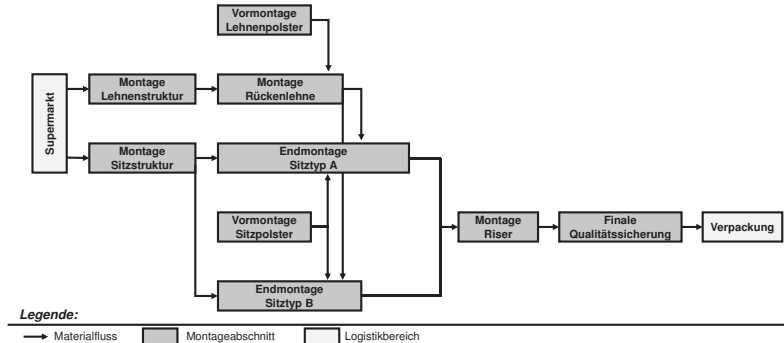 Vormontage
Lehnenpolster
Supermarkt
Montage
Lehnenstruktur
Montage
Rückenlehne
Montage
Sitzstruktur
Endmontage
Sitztyp A
Vormontage
Sitzpolster
Montage
Riser
Finale
Qualitätssicherung
Verpackung
Endmontage
Sitztyp B
Legende:
Materialfluss
Montageabschnitt
Logistikbereich